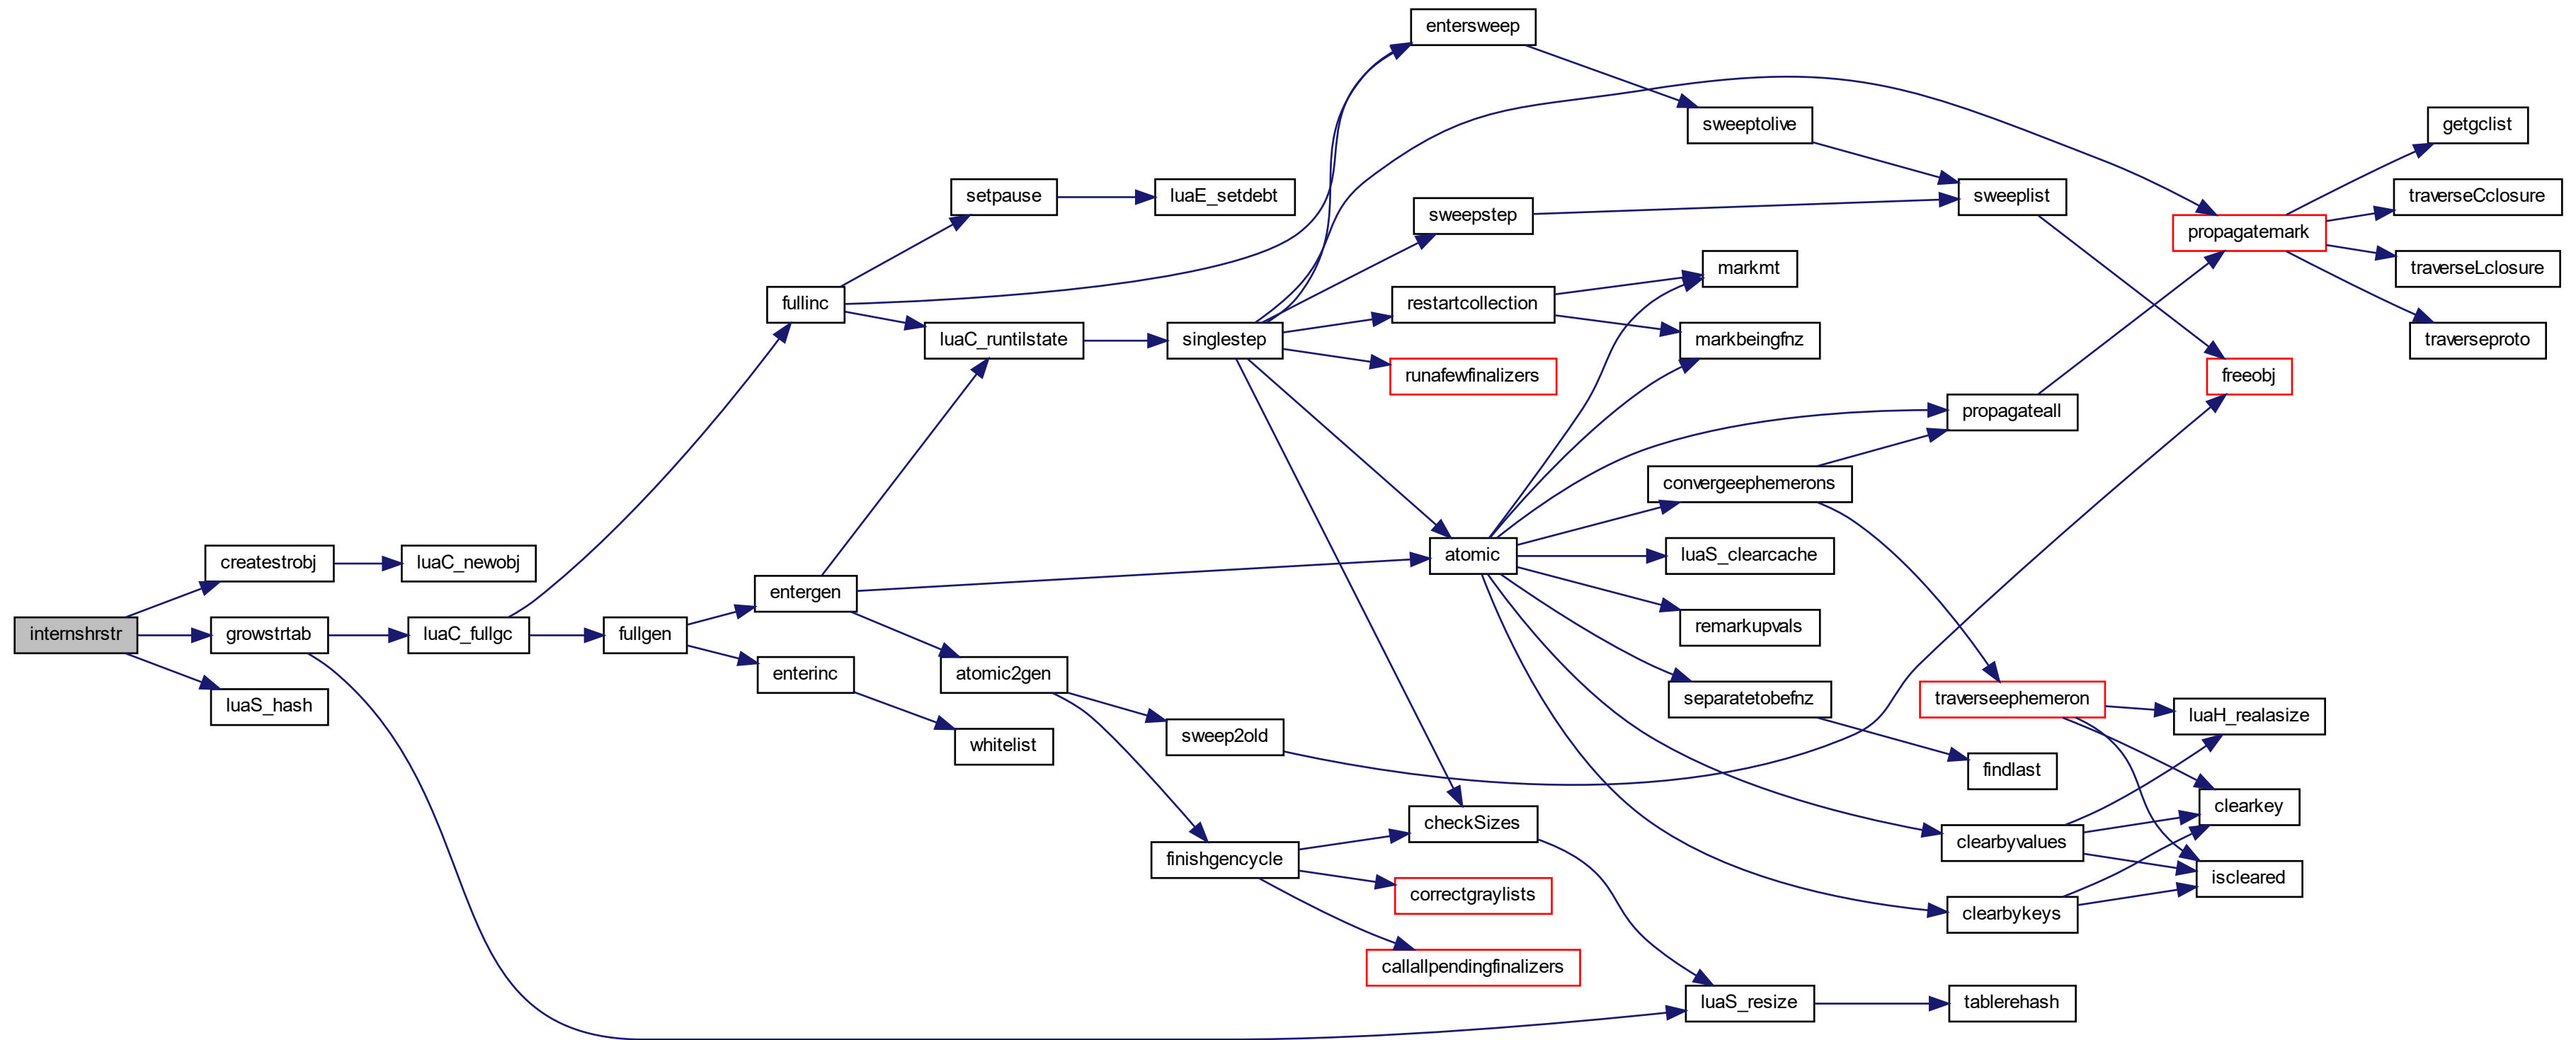 entersweep
sweeptolive
getgclist
setpause
luaE_setdebt
sweepstep
sweeplist
traverseCclosure
propagatemark
markmt
traverseLclosure
fullinc
restartcollection
luaC_runtilstate
singlestep
markbeingfnz
traverseproto
runafewfinalizers
freeobj
propagateall
convergeephemerons
createstrobj
luaC_newobj
atomic
luaS_clearcache
entergen
internshrstr
growstrtab
luaC_fullgc
fullgen
remarkupvals
enterinc
atomic2gen
separatetobefnz
traverseephemeron
luaS_hash
luaH_realasize
whitelist
sweep2old
findlast
clearkey
checkSizes
clearbyvalues
finishgencycle
iscleared
correctgraylists
clearbykeys
callallpendingfinalizers
luaS_resize
tablerehash